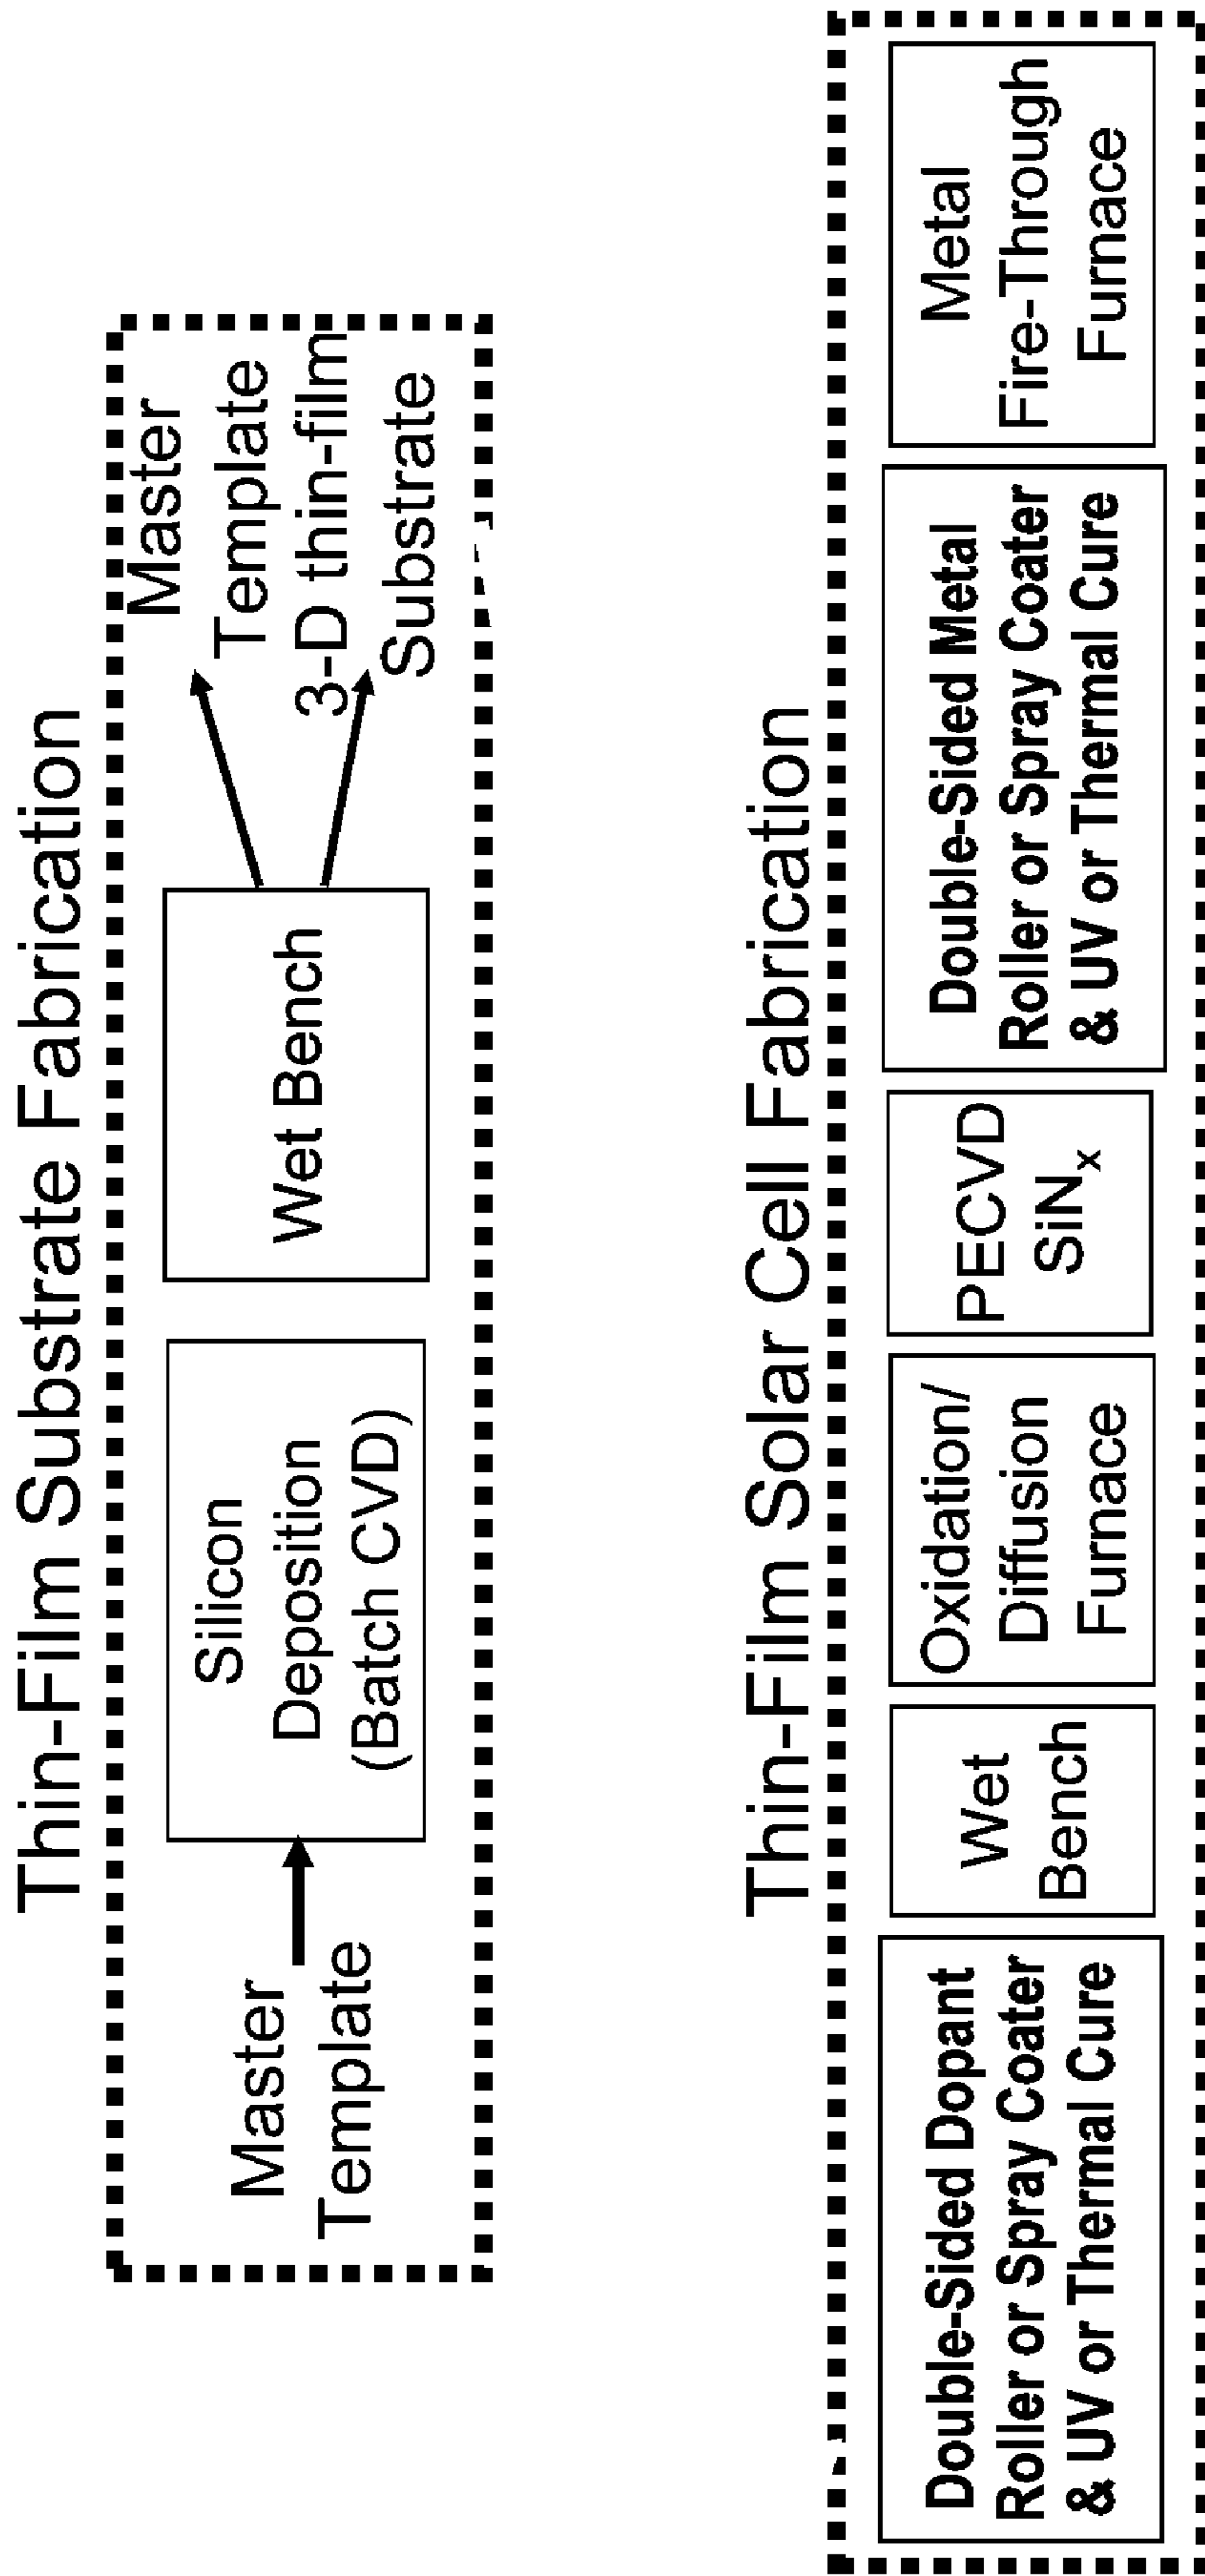 Thin-Film Substrate Fabrication
Master
Template
Silicon
Deposition
(Batch CVD)
Wet Bench
Master
Template
3-D thin-film
Substrate
Thin-Film Solar Cell Fabrication
Double-Sided Dopant
Roller or Spray Coater
& UV or Thermal Cure
Wet
Bench
Oxidation/
Diffusion
Furnace
PECVD
SiNₓ
Double-Sided Metal
Roller or Spray Coater
& UV or Thermal Cure
Metal
Fire-Through
Furnace